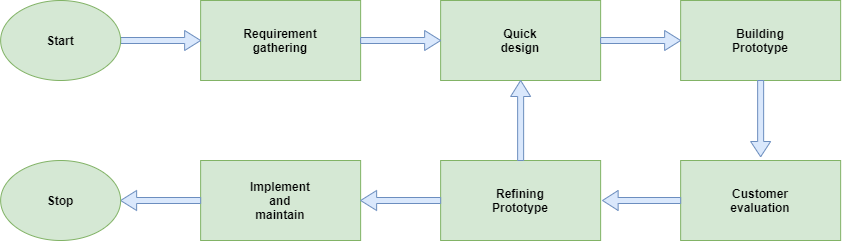 Start
Requirement
gathering
Quick
design
Building
Prototype
Stop
Implement
and
maintain
Refining
Prototype
Customer
evaluation